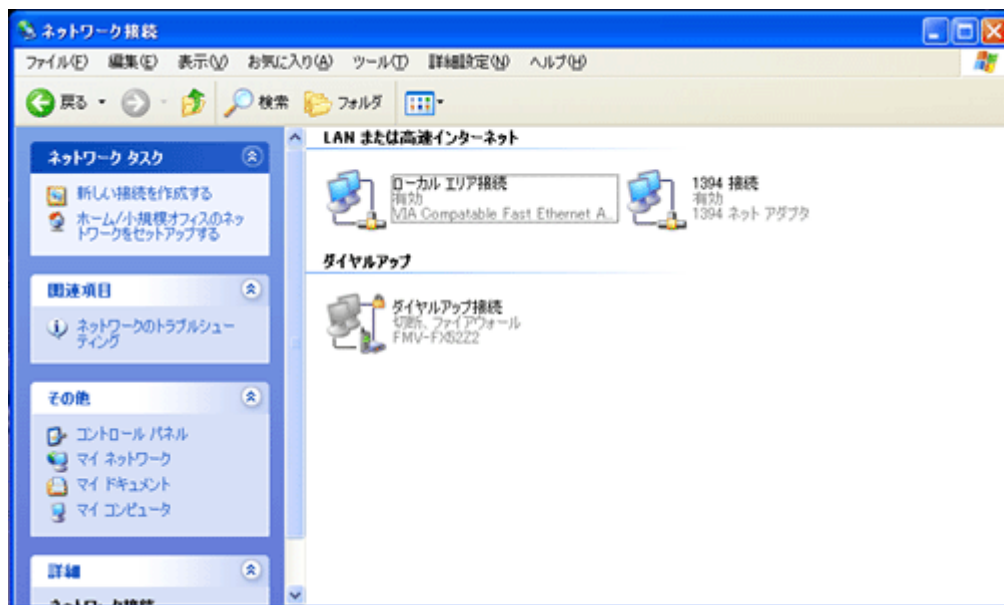 ネットワーク接続
ファイル(F) 編集(E) 表示(V) お気に入り(A) ツール(T) 詳細設定(N) ヘルプ(H)
戻る 検索 フォルダ
ネットワーク タスク
新しい接続を作成する
ホーム/小規模オフィスのネッ
トワークをセットアップする
関連項目
ネットワークのトラブルシュー
ティング
その他
コントロール パネル
マイ ネットワーク
マイ ドキュメント
マイ コンピュータ
詳細
ネットワーク接続
LAN または高速インターネット
ローカル エリア接続
有効
VIA Compatable Fast Ethernet A...
1394 接続
有効
1394 ネット アダプタ
ダイヤルアップ
ダイヤルアップ接続
切断、ファイアウォール
FMV-FX52Z2